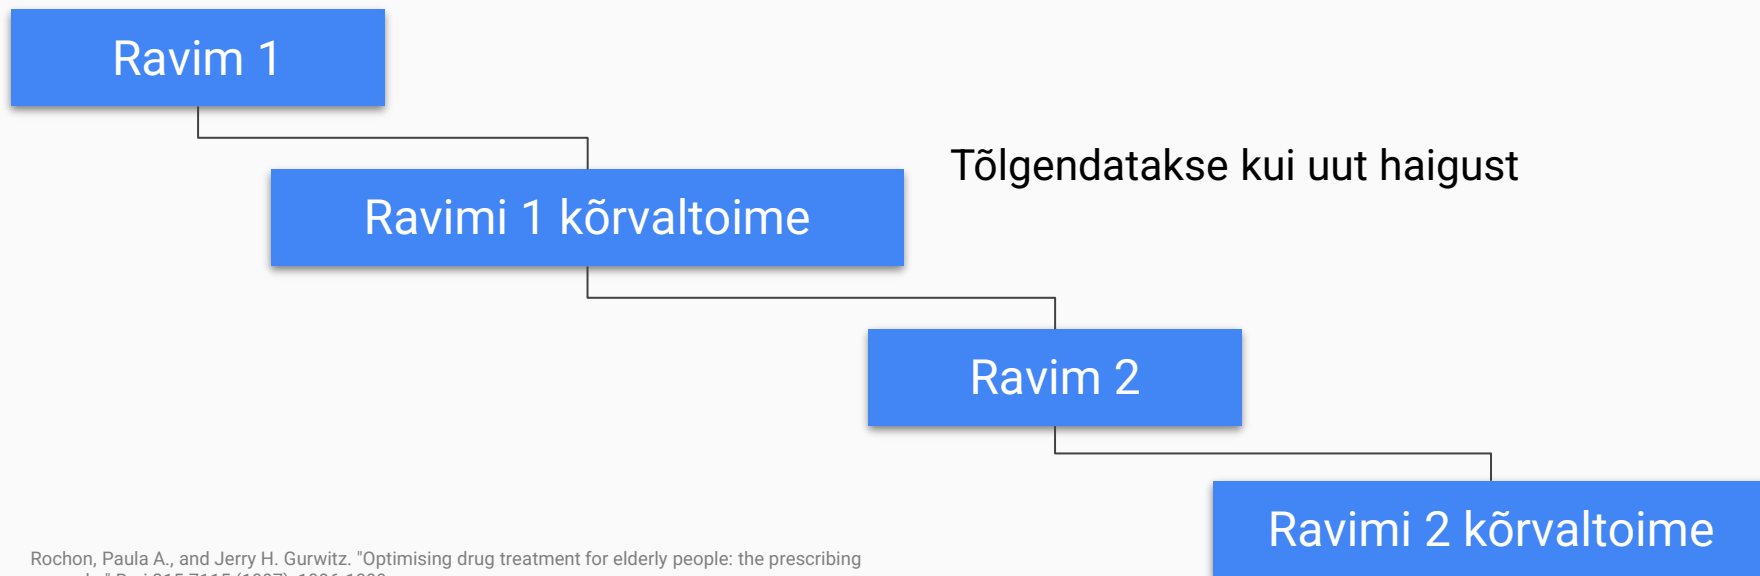 Ravim 1
Tõlgendatakse kui uut haigust
Ravimi 1 kõrvaltoime
Ravim 2
Ravimi 2 kõrvaltoime
Rochon, Paula A., and Jerry H. Gurwitz. "Optimising drug treatment for elderly people: the prescribing